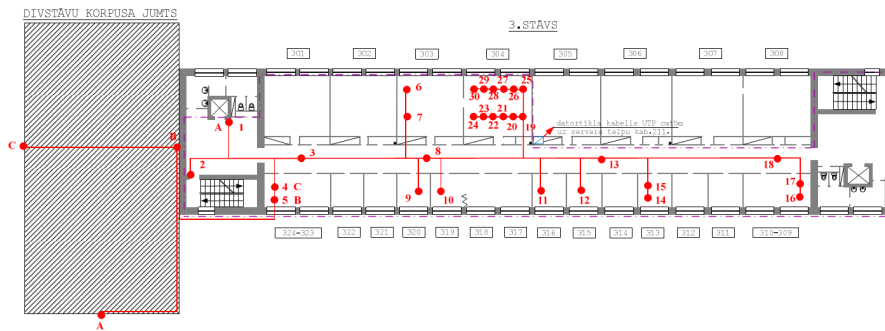 DIVSTĀVU KORPUSA JUMTS
3.STĀVS
301 302 303 304 305 306 307 308
6 29 27 25
30 28 26
A 1 7 23 21
24 22 20 19
datortīkla kabelis UTP cat5e
uz servera telpu kab.211.
C B
2 3 8 13 18
4 C 15 17
5 B 9 10 11 12 14 16
324-323 322 321 320 319 318 317 316 315 314 313 312 311 310-309
A